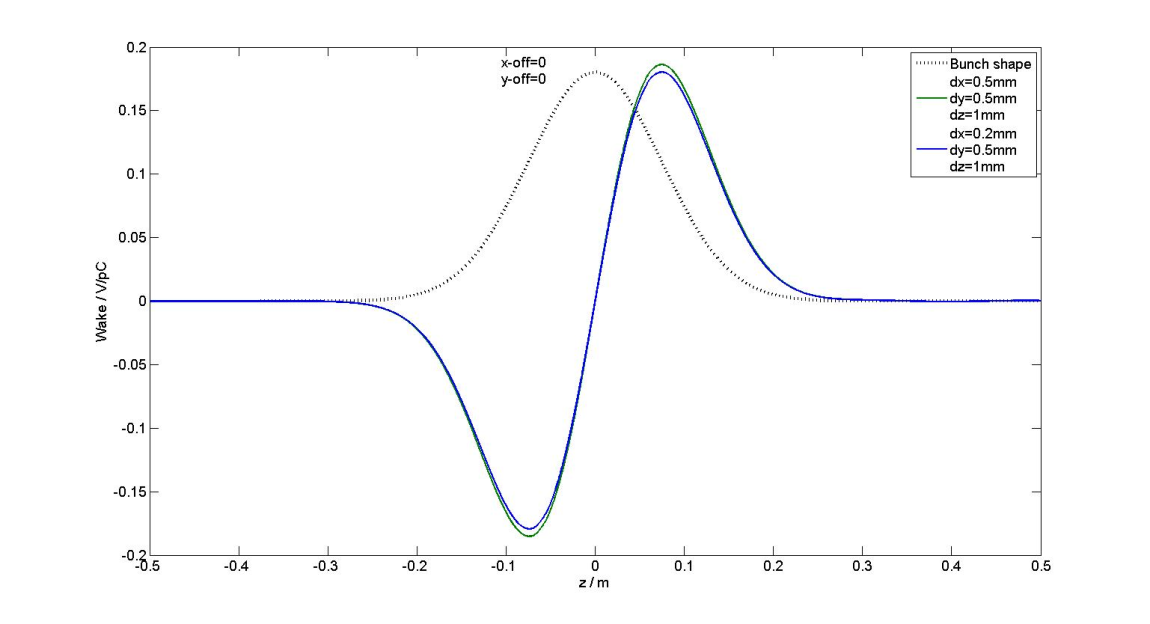 x-off=0
y-off=0
Bunch shape
dx=0.5mm
dy=0.5mm
dz=1mm
dx=0.2mm
dy=0.5mm
dz=1mm
0.2
0.15
0.1
0.05
0
-0.05
-0.1
-0.15
-0.2
Wake / V/pC
-0.5
-0.4
-0.3
-0.2
-0.1
0
0.1
0.2
0.3
0.4
0.5
z / m